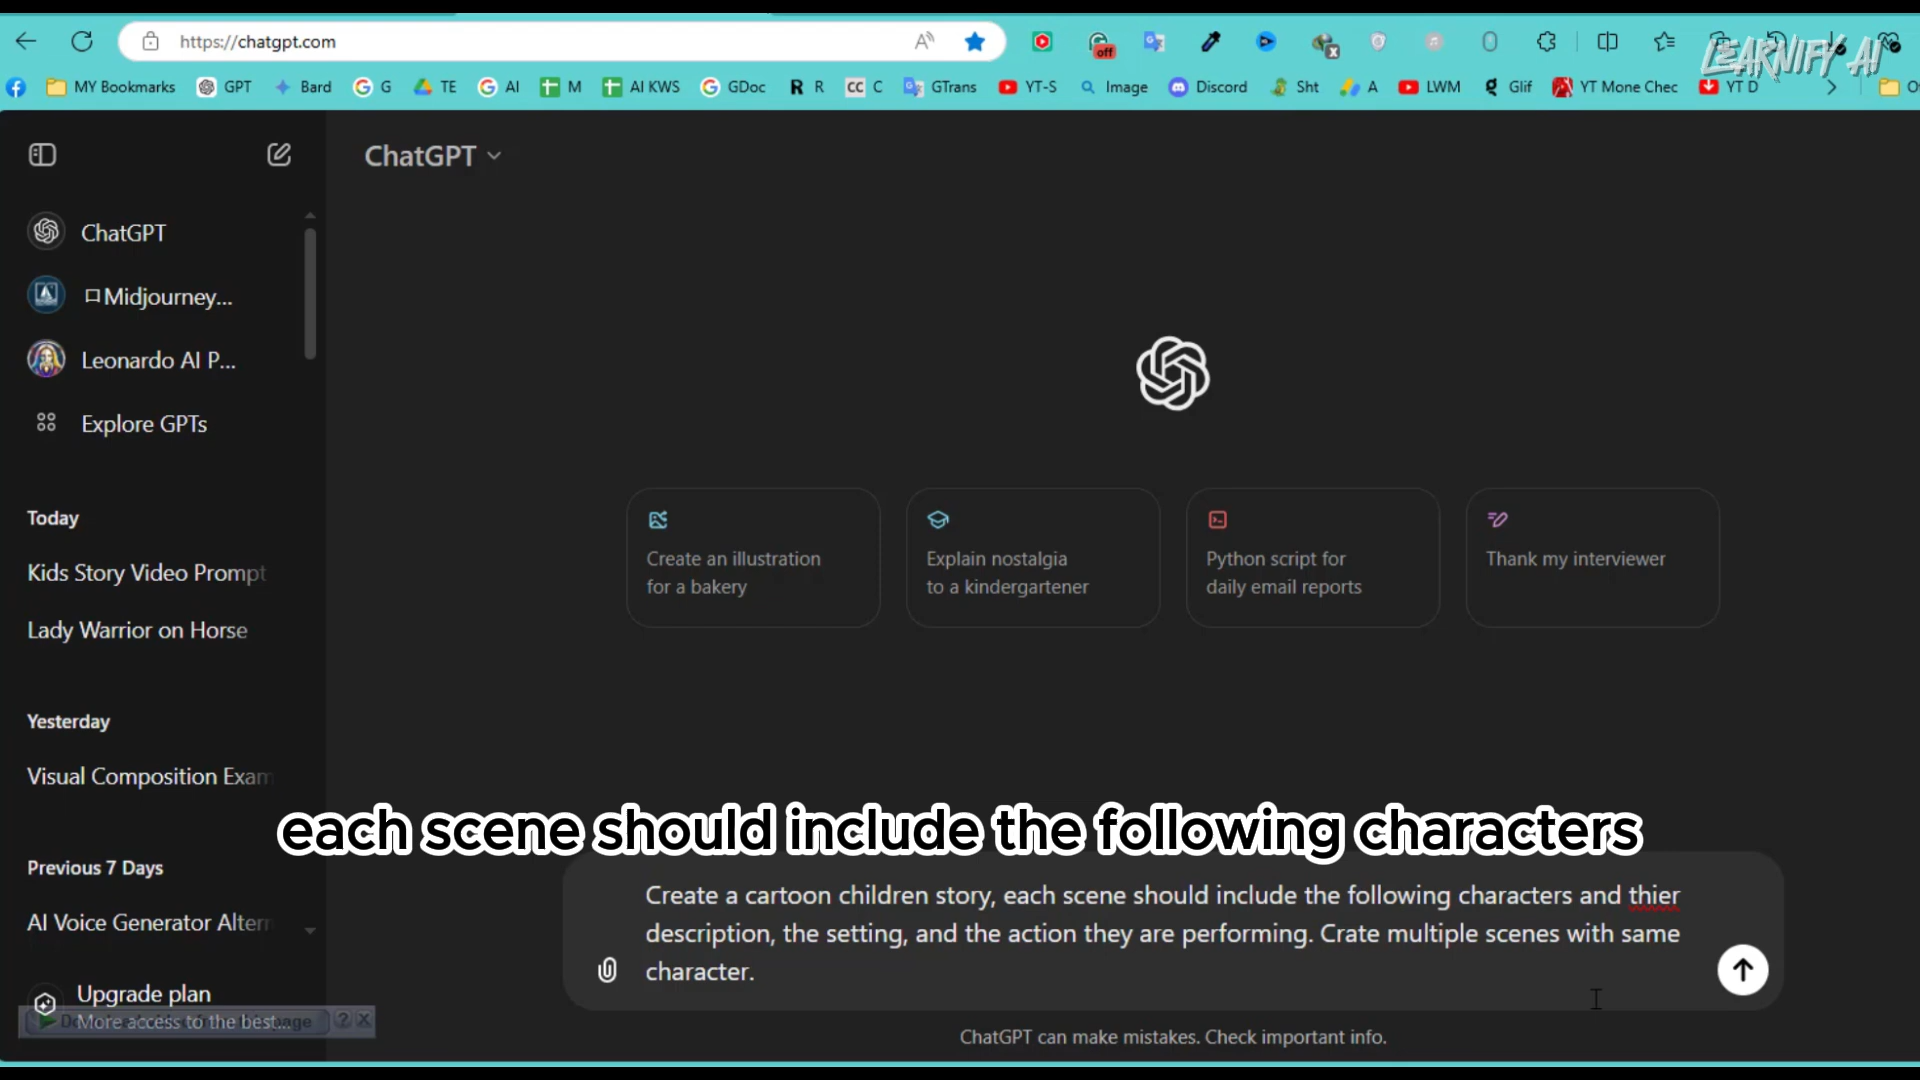 https://chatgpt.com
off
LEARNIFY AI
MY Bookmarks
GPT
Bard
G
TE
AI
M
AI KWS
GDoc
R R
CC C
GTrans
YT-S
Image
Discord
Sht
A
LWM
Glif
YT Mone Chec
YT D
ChatGPT
ChatGPT
Midjourney...
Leonardo AI P...
Explore GPTs
Today
Kids Story Video Prompt
Lady Warrior on Horse
Yesterday
Visual Composition Exam
Previous 7 Days
AI Voice Generator Altern
Upgrade plan
More access to the best...
Create an illustration
for a bakery
Explain nostalgia
to a kindergartener
Python script for
daily email reports
Thank my interviewer
each scene should include the following characters
Create a cartoon children story, each scene should include the following characters and thier
description, the setting, and the action they are performing. Crate multiple scenes with same
character.
ChatGPT can make mistakes. Check important info.